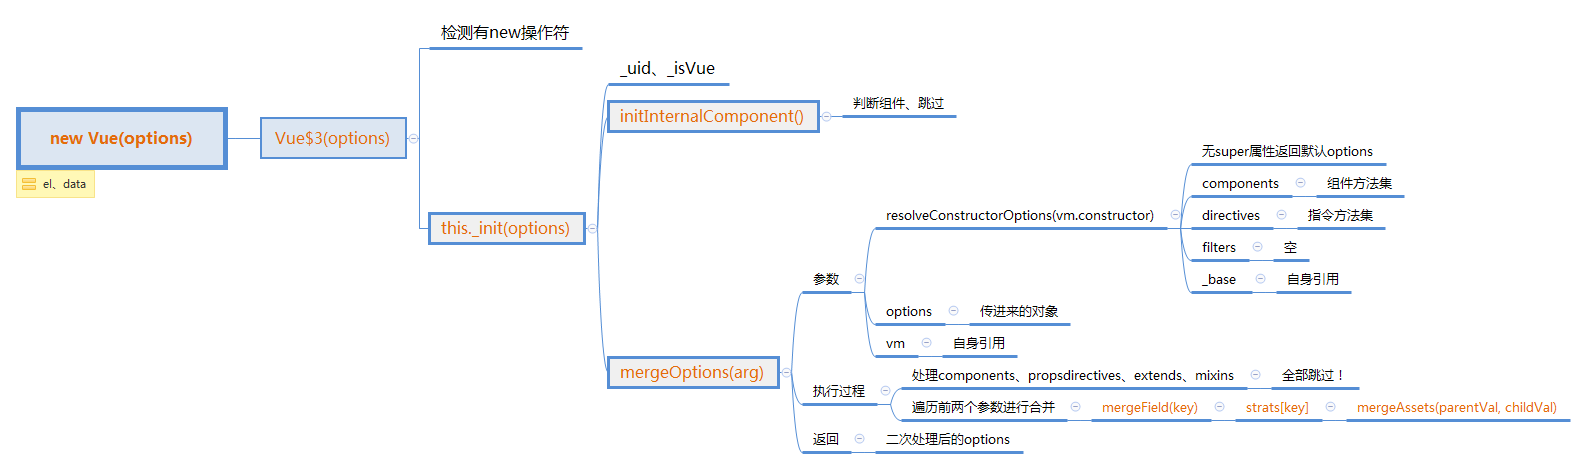 new Vue(options)
el、data
Vue$3(options)
检测有new操作符
this._init(options)
_uid、_isVue
initInternalComponent()
判断组件、跳过
mergeOptions(arg)
参数
resolveConstructorOptions(vm.constructor)
无super属性返回默认options
components
组件方法集
directives
指令方法集
filters
空
_base
自身引用
options
传进来的对象
vm
自身引用
执行过程
处理components、propsdirectives、extends、mixins
全部跳过！
遍历前两个参数进行合并
mergeField(key)
strats[key]
mergeAssets(parentVal, childVal)
返回
二次处理后的options